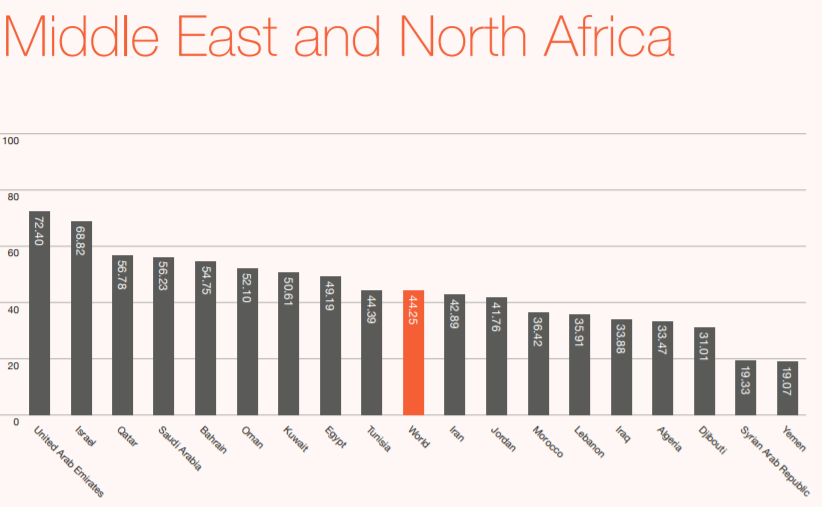 Middle East and North Africa
100
80
60
40
20
0
72.40
68.82
56.78
56.23
54.75
52.10
50.61
49.19
44.39
44.25
42.89
41.76
36.42
35.91
33.88
33.47
31.01
19.33
19.07
United Arab Emirates
Israel
Qatar
Saudi Arabia
Bahrain
Oman
Kuwait
Egypt
Tunisia
World
Iran
Jordan
Morocco
Lebanon
Iraq
Algeria
Djibouti
Syrian Arab Republic
Yemen